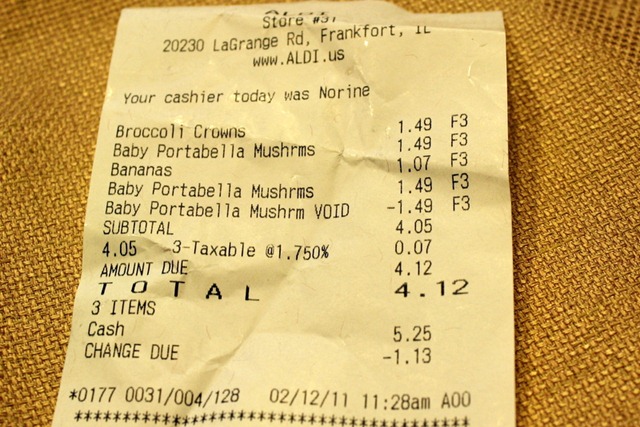 ALDI
Store #37
20230 LaGrange Rd, Frankfort, IL
www.ALDI.us
Your cashier today was Norine
Broccoli Crowns 1.49 F3
Baby Portabella Mushrms 1.49 F3
Bananas 1.07 F3
Baby Portabella Mushrms 1.49 F3
Baby Portabella Mushrm VOID -1.49 F3
SUBTOTAL 4.05
4.05 3-Taxable @1.750% 0.07
AMOUNT DUE 4.12
TOTAL 4.12
3 ITEMS
Cash 5.25
CHANGE DUE -1.13
*0177 0031/004/128 02/12/11 11:28am A00
****************************************